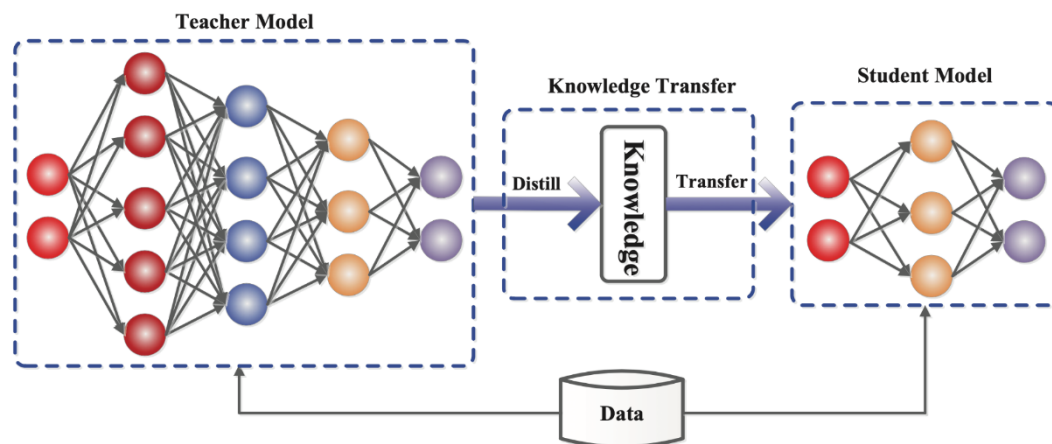 Teacher Model
Knowledge Transfer
Student Model
Distill
Knowledge
Transfer
Data